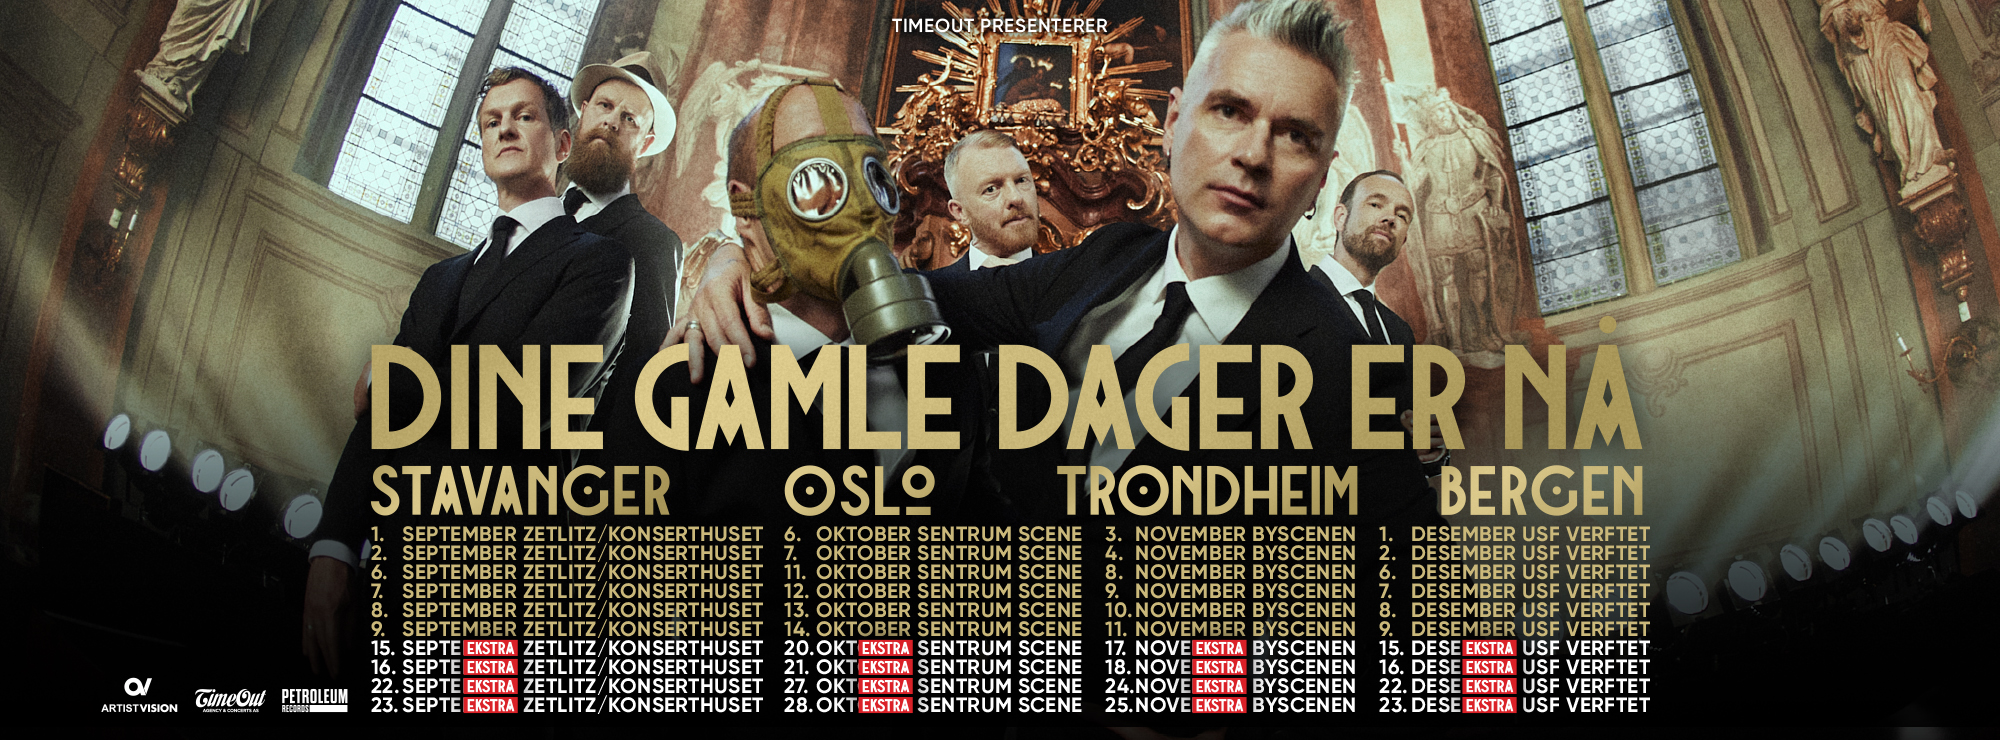 TIMEOUT PRESENTERER
DINE GAMLE DAGER ER NÅ
STAVANGER
1. SEPTEMBER ZETLITZ/KONSERTHUSET
2. SEPTEMBER ZETLITZ/KONSERTHUSET
6. SEPTEMBER ZETLITZ/KONSERTHUSET
7. SEPTEMBER ZETLITZ/KONSERTHUSET
8. SEPTEMBER ZETLITZ/KONSERTHUSET
9. SEPTEMBER ZETLITZ/KONSERTHUSET
15. SEPTE EKSTRA ZETLITZ/KONSERTHUSET
16. SEPTE EKSTRA ZETLITZ/KONSERTHUSET
22. SEPTE EKSTRA ZETLITZ/KONSERTHUSET
23. SEPTE EKSTRA ZETLITZ/KONSERTHUSET
OSLO
6. OKTOBER SENTRUM SCENE
7. OKTOBER SENTRUM SCENE
11. OKTOBER SENTRUM SCENE
12. OKTOBER SENTRUM SCENE
13. OKTOBER SENTRUM SCENE
14. OKTOBER SENTRUM SCENE
20. OKT EKSTRA SENTRUM SCENE
21. OKT EKSTRA SENTRUM SCENE
27. OKT EKSTRA SENTRUM SCENE
28. OKT EKSTRA SENTRUM SCENE
TRONDHEIM
3. NOVEMBER BYSCENEN
4. NOVEMBER BYSCENEN
8. NOVEMBER BYSCENEN
9. NOVEMBER BYSCENEN
10. NOVEMBER BYSCENEN
11. NOVEMBER BYSCENEN
17. NOVE EKSTRA BYSCENEN
18. NOVE EKSTRA BYSCENEN
24. NOVE EKSTRA BYSCENEN
25. NOVE EKSTRA BYSCENEN
BERGEN
1. DESEMBER USF VERFTET
2. DESEMBER USF VERFTET
6. DESEMBER USF VERFTET
7. DESEMBER USF VERFTET
8. DESEMBER USF VERFTET
9. DESEMBER USF VERFTET
15. DESE EKSTRA USF VERFTET
16. DESE EKSTRA USF VERFTET
22. DESE EKSTRA USF VERFTET
23. DESE EKSTRA USF VERFTET
ARTISTVISION
TimeOut
AGENCY & CONCERTS AS
PETROLEUM
RECORDS